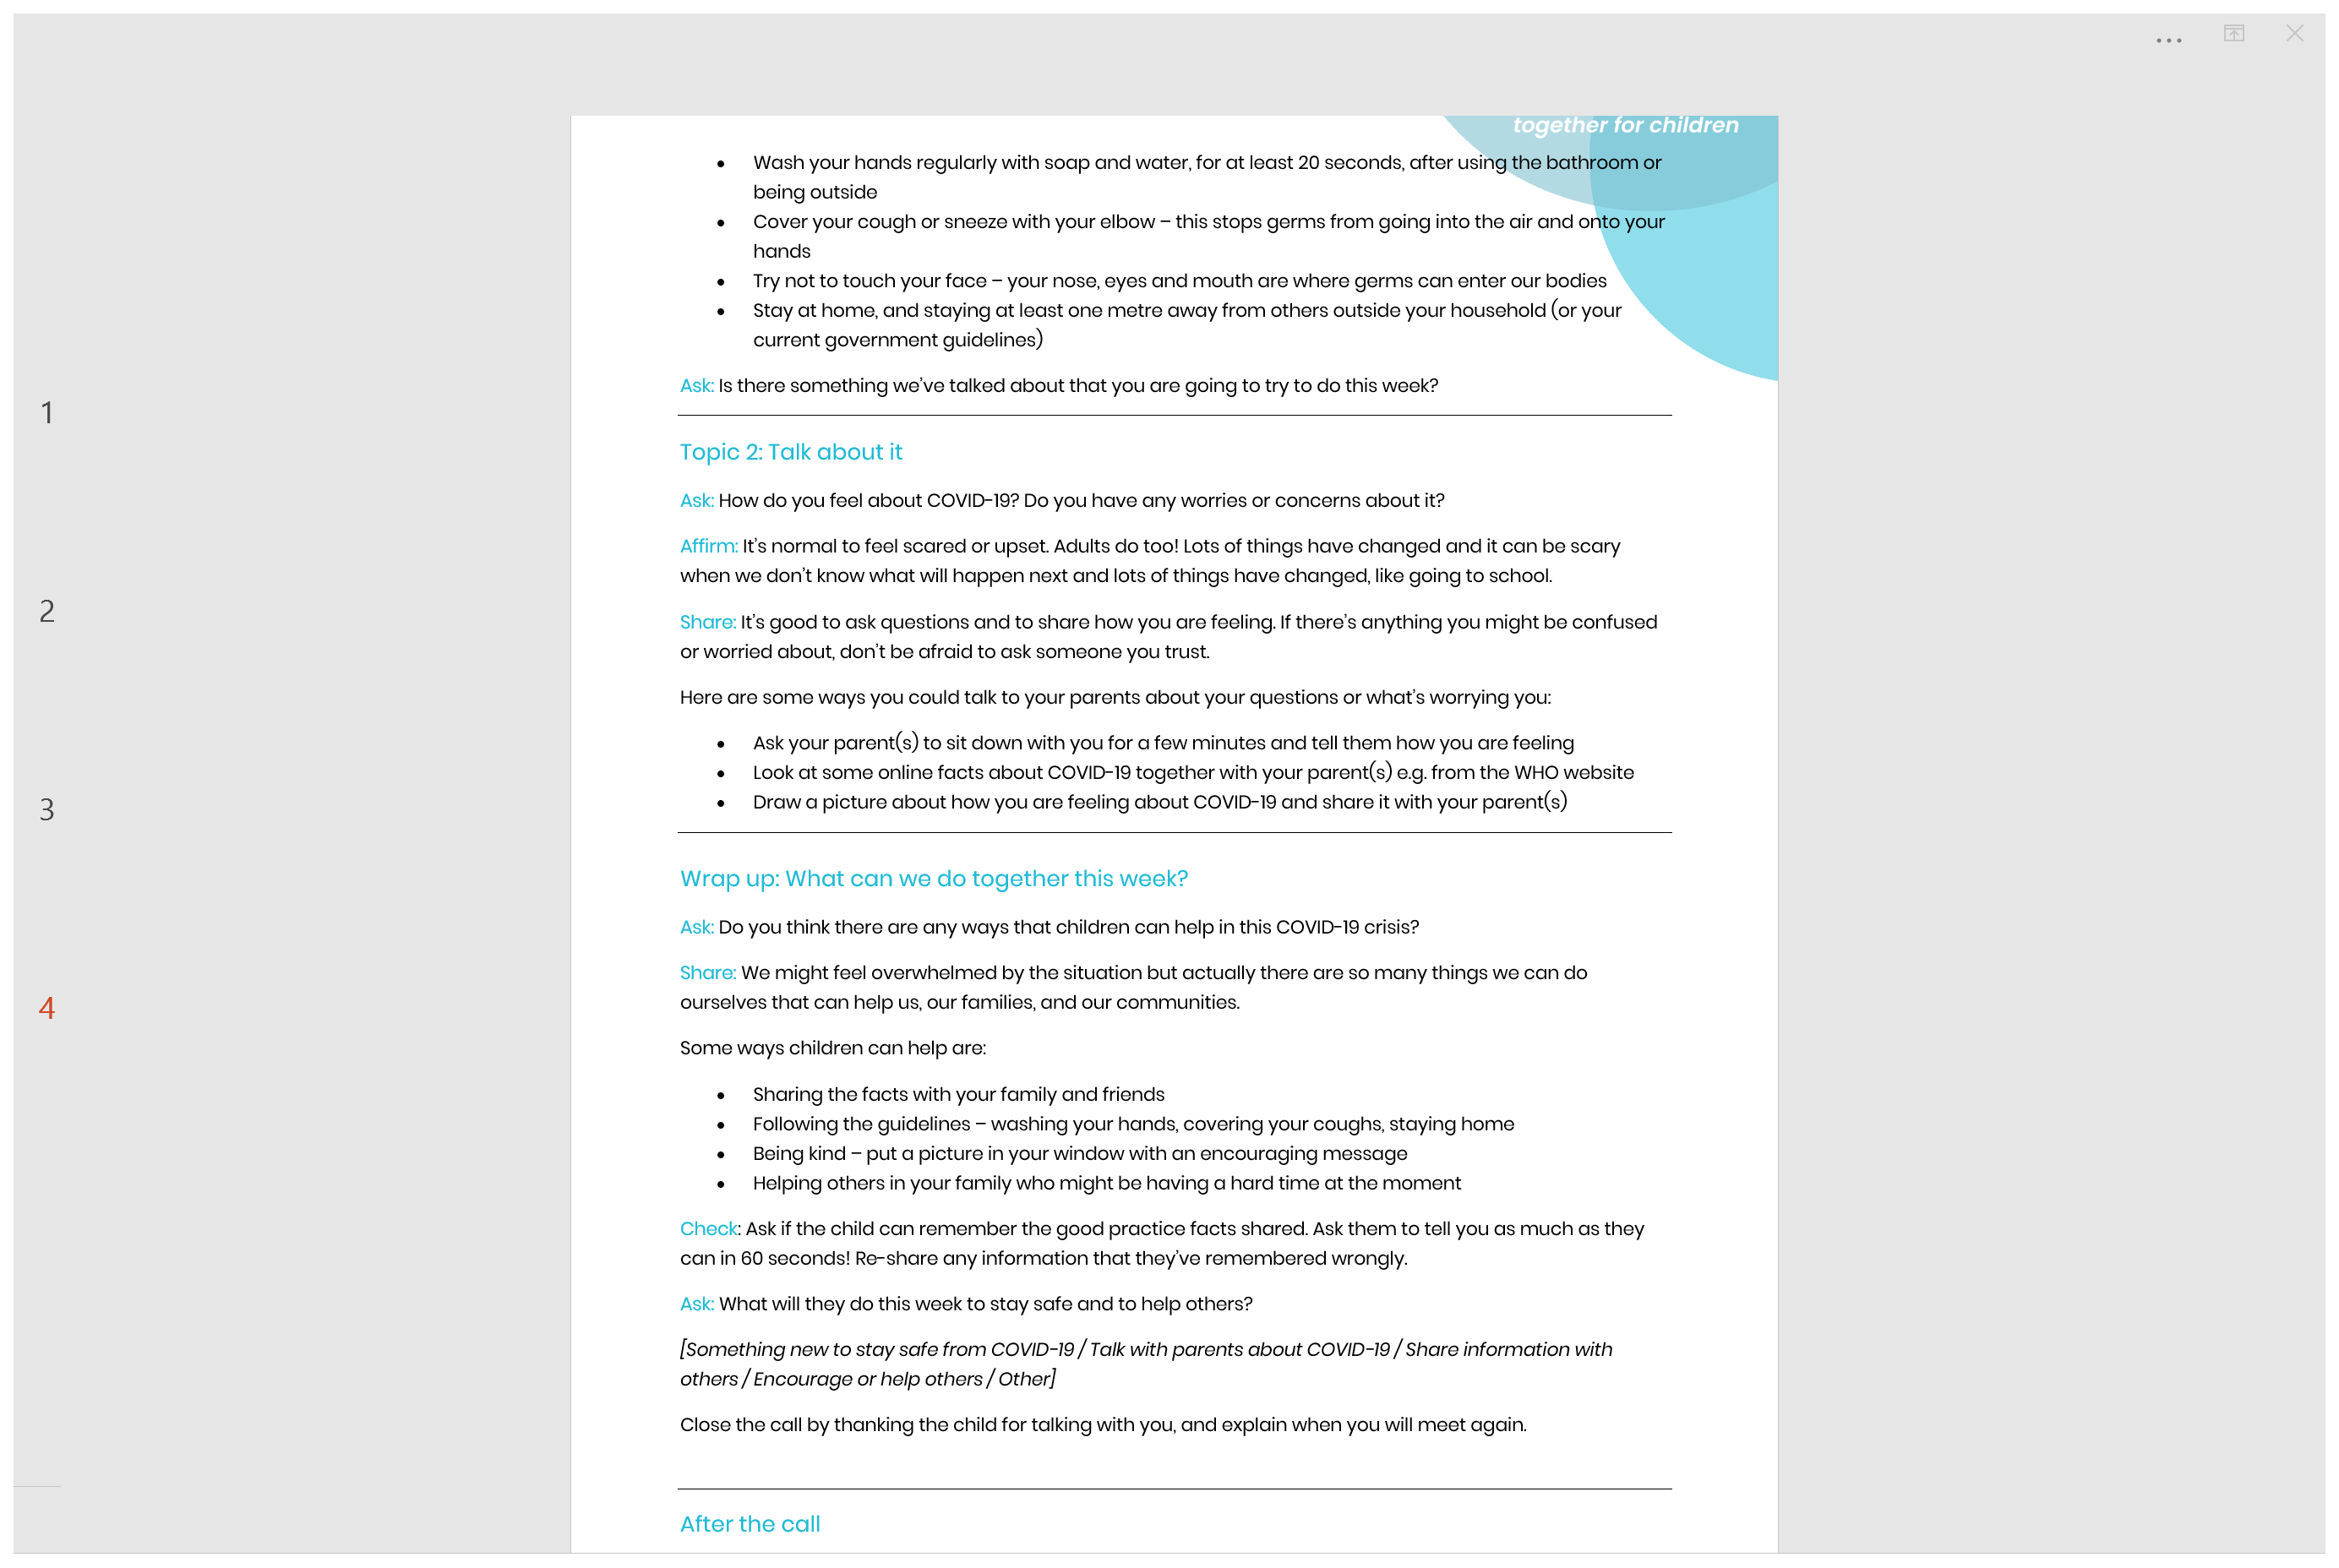 together for children
• Wash your hands regularly with soap and water, for at least 20 seconds, after using the bathroom or
being outside
• Cover your cough or sneeze with your elbow – this stops germs from going into the air and onto your
hands
• Try not to touch your face – your nose, eyes and mouth are where germs can enter our bodies
• Stay at home, and staying at least one metre away from others outside your household (or your
current government guidelines)
Ask: Is there something we’ve talked about that you are going to try to do this week?
Topic 2: Talk about it
Ask: How do you feel about COVID-19? Do you have any worries or concerns about it?
Affirm: It’s normal to feel scared or upset. Adults do too! Lots of things have changed and it can be scary
when we don’t know what will happen next and lots of things have changed, like going to school.
Share: It’s good to ask questions and to share how you are feeling. If there’s anything you might be confused
or worried about, don’t be afraid to ask someone you trust.
Here are some ways you could talk to your parents about your questions or what’s worrying you:
• Ask your parent(s) to sit down with you for a few minutes and tell them how you are feeling
• Look at some online facts about COVID-19 together with your parent(s) e.g. from the WHO website
• Draw a picture about how you are feeling about COVID-19 and share it with your parent(s)
Wrap up: What can we do together this week?
Ask: Do you think there are any ways that children can help in this COVID-19 crisis?
Share: We might feel overwhelmed by the situation but actually there are so many things we can do
ourselves that can help us, our families, and our communities.
Some ways children can help are:
• Sharing the facts with your family and friends
• Following the guidelines – washing your hands, covering your coughs, staying home
• Being kind – put a picture in your window with an encouraging message
• Helping others in your family who might be having a hard time at the moment
Check: Ask if the child can remember the good practice facts shared. Ask them to tell you as much as they
can in 60 seconds! Re-share any information that they’ve remembered wrongly.
Ask: What will they do this week to stay safe and to help others?
[Something new to stay safe from COVID-19 / Talk with parents about COVID-19 / Share information with
others / Encourage or help others / Other]
Close the call by thanking the child for talking with you, and explain when you will meet again.
After the call
1
2
3
4